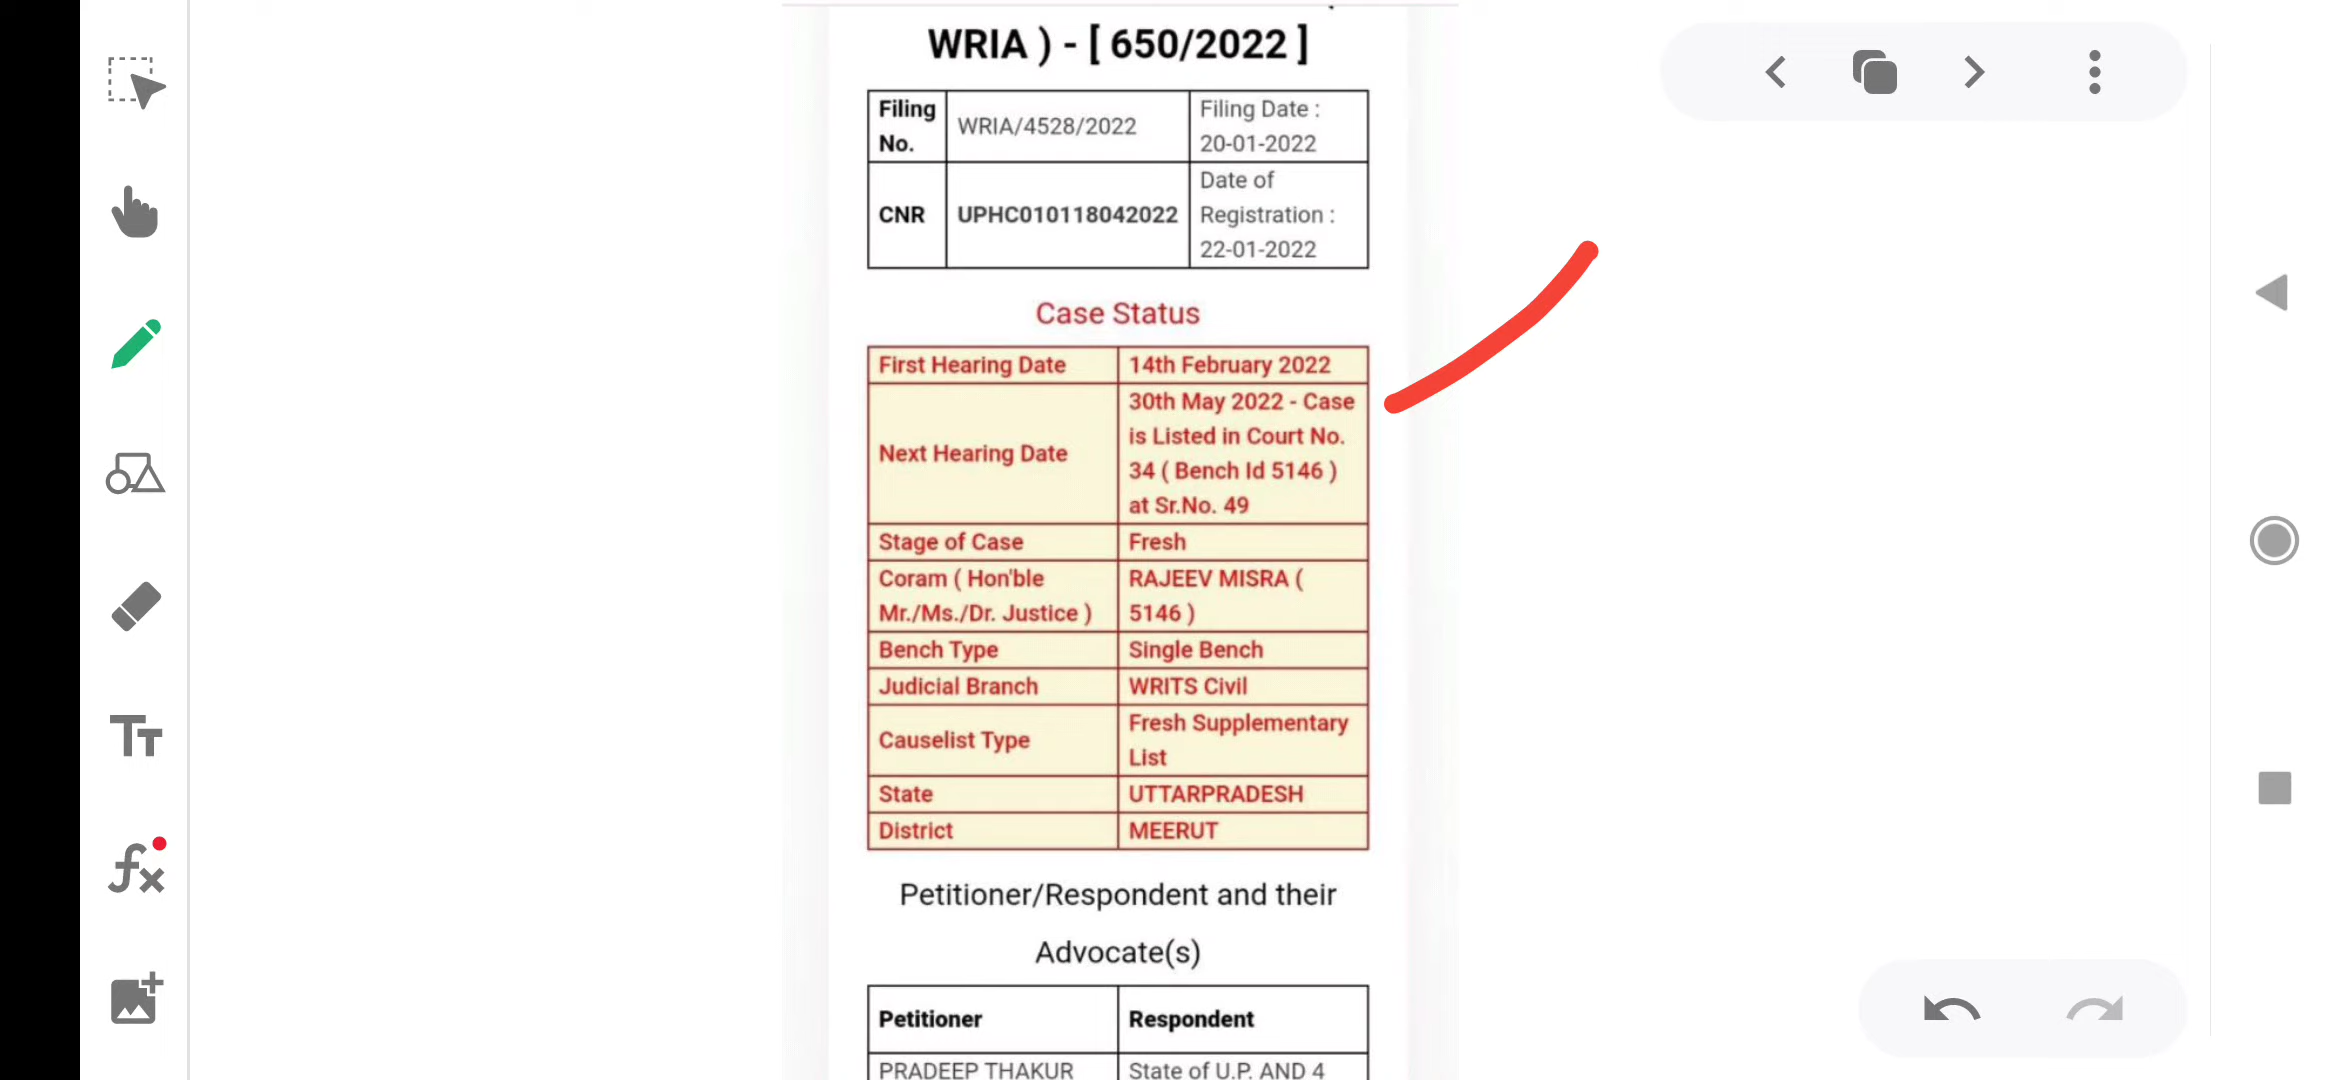 WRIA ) - [ 650/2022 ]
Filing No.
WRIA/4528/2022
Filing Date :
20-01-2022
CNR
UPHC010118042022
Date of
Registration :
22-01-2022
Case Status
First Hearing Date
14th February 2022
Next Hearing Date
30th May 2022 - Case
is Listed in Court No.
34 ( Bench Id 5146 )
at Sr.No. 49
Stage of Case
Fresh
Coram ( Hon'ble
Mr./Ms./Dr. Justice )
RAJEEV MISRA (
5146 )
Bench Type
Single Bench
Judicial Branch
WRITS Civil
Causelist Type
Fresh Supplementary
List
State
UTTARPRADESH
District
MEERUT
Petitioner/Respondent and their
Advocate(s)
Petitioner
Respondent
PRADEEP THAKUR
State of U.P. AND 4